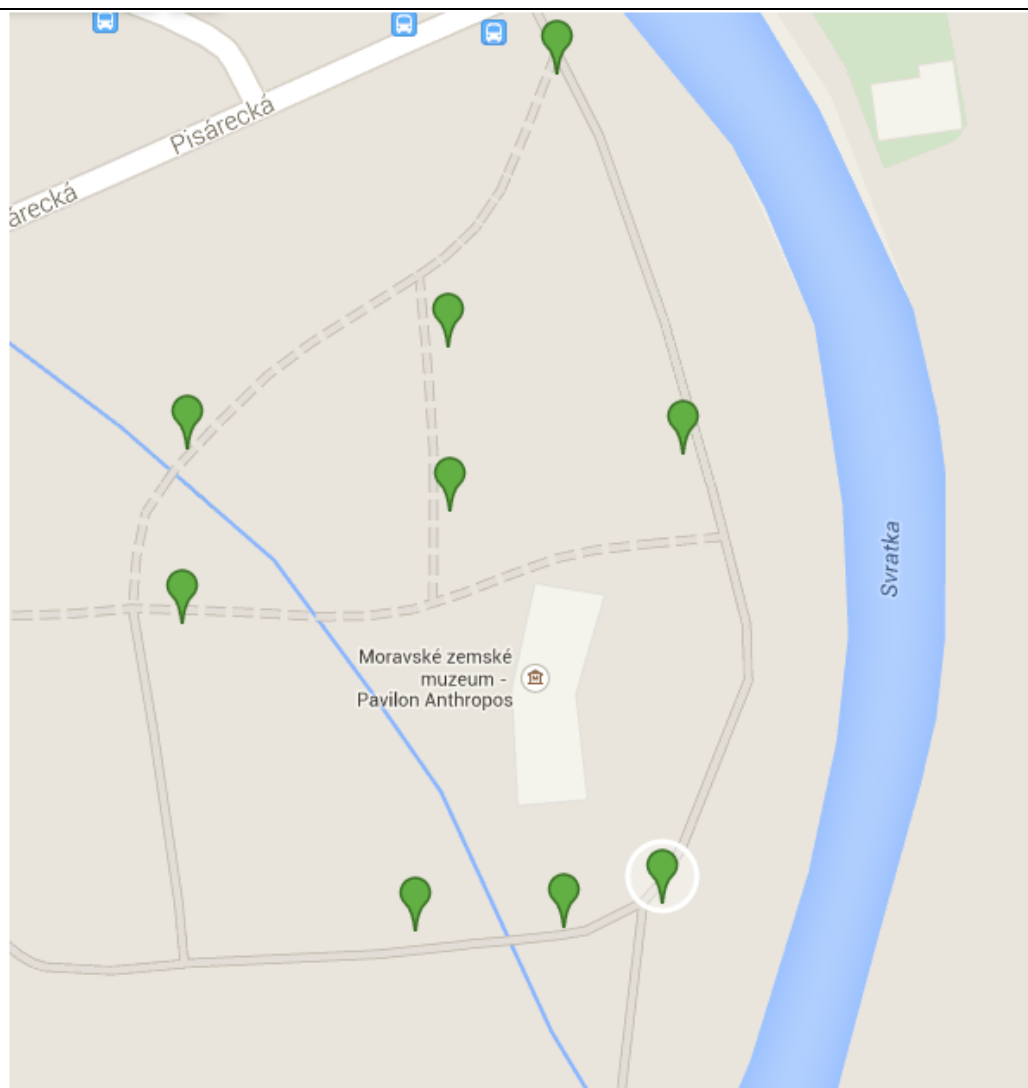 Pisárecká
árecká
Svratka
Moravské zemské
muzeum -
Pavilon Anthropos